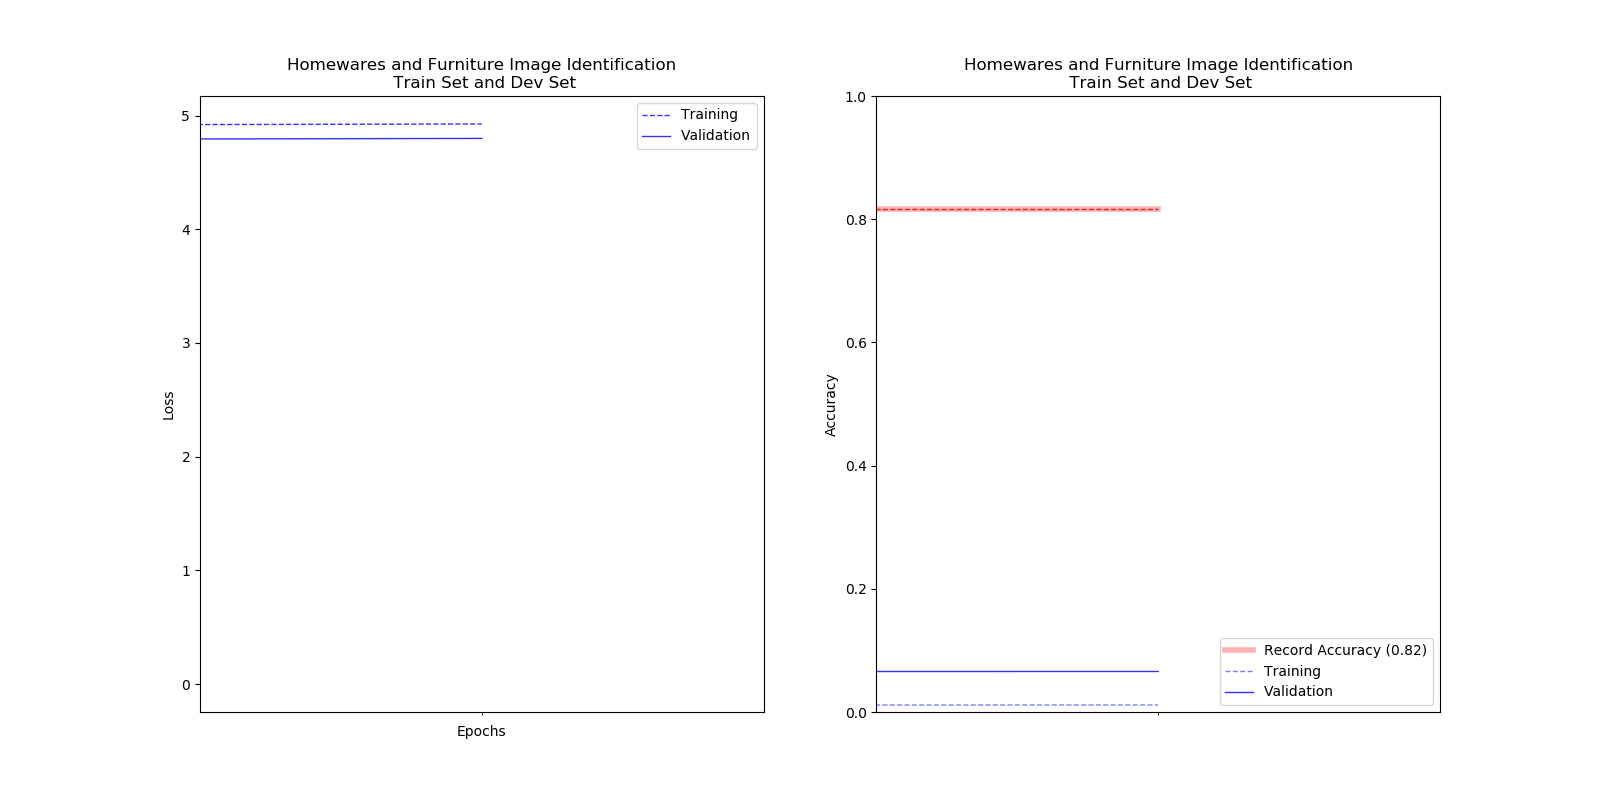 Homewares and Furniture Image Identification
Train Set and Dev Set
5
4
3
2
1
0
Loss
Epochs
Training
Validation
Homewares and Furniture Image Identification
Train Set and Dev Set
1.0
0.8
0.6
0.4
0.2
0.0
Accuracy
Record Accuracy (0.82)
Training
Validation